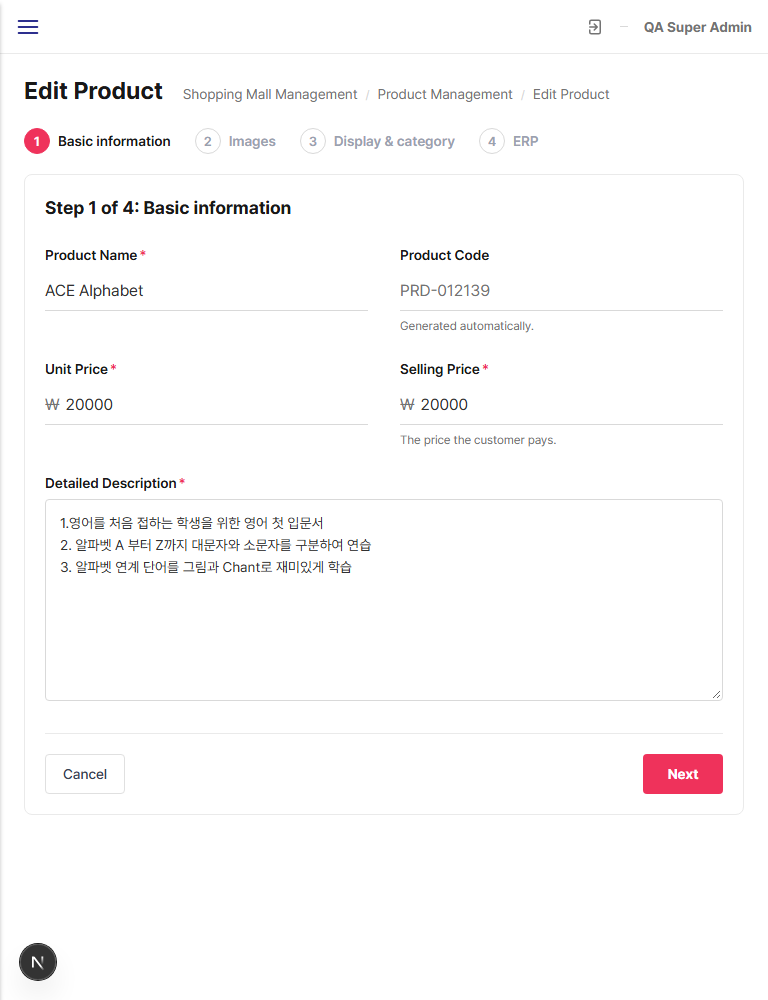 QA Super Admin
Edit Product
Shopping Mall Management / Product Management / Edit Product
1 Basic information 2 Images 3 Display & category 4 ERP
Step 1 of 4: Basic information
Product Name * Product Code
ACE Alphabet PRD-012139
Generated automatically.
Unit Price * Selling Price *
₩ 20000 ₩ 20000
The price the customer pays.
Detailed Description *
1.영어를 처음 접하는 학생을 위한 영어 첫 입문서
2. 알파벳 A 부터 Z까지 대문자와 소문자를 구분하여 연습
3. 알파벳 연계 단어를 그림과 Chant로 재미있게 학습
Cancel Next
N